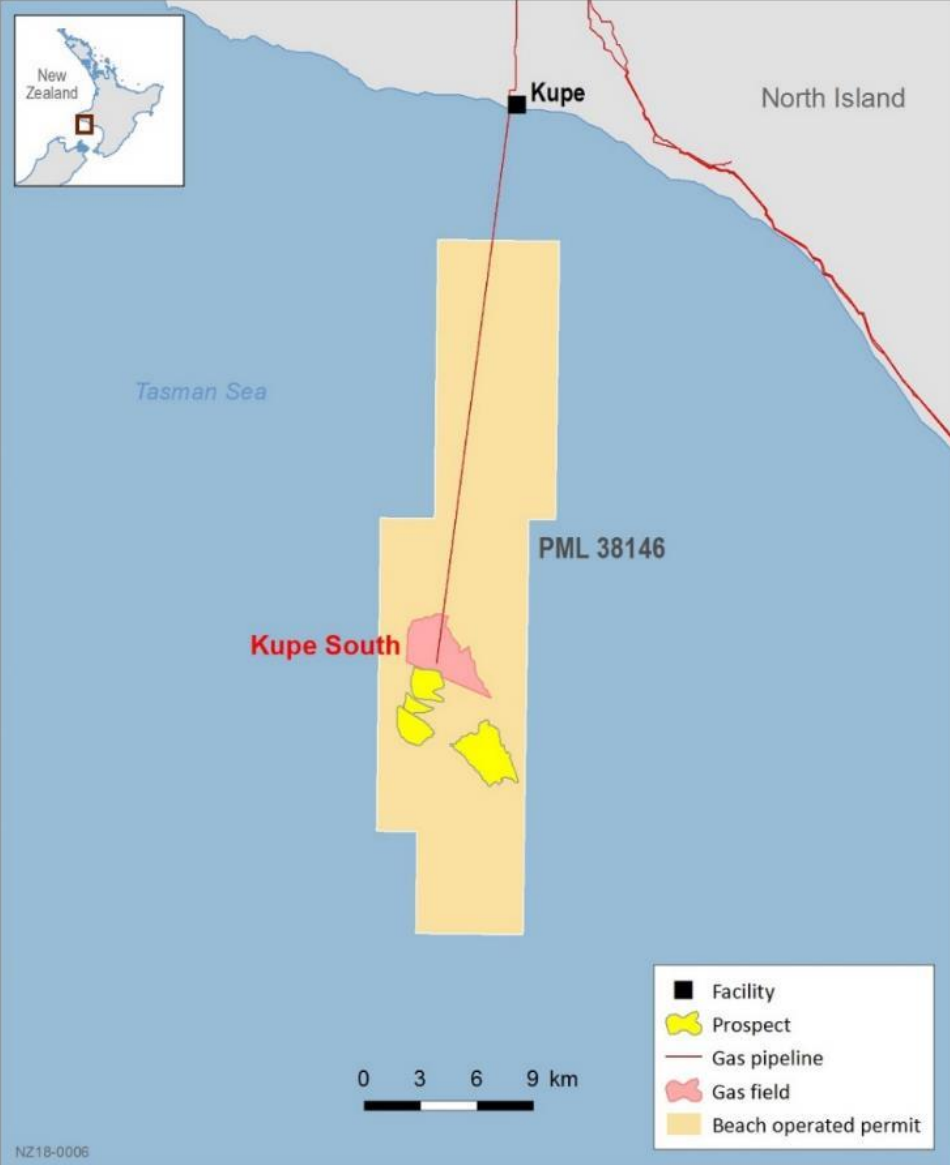 New
Zealand
Kupe
North Island
Tasman Sea
PML 38146
Kupe South
Facility
Prospect
Gas pipeline
Gas field
Beach operated permit
0 3 6 9 km
NZ18-0006